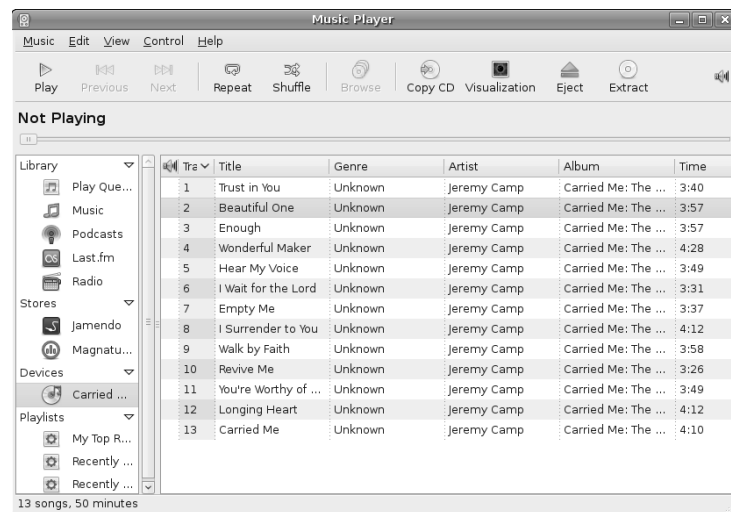 Music Player
Music Edit View Control Help
Play Previous Next Repeat Shuffle Browse Copy CD Visualization Eject Extract
Not Playing
Library
Play Que...
Music
Podcasts
Last.fm
Radio
Stores
Jamendo
Magnatu...
Devices
Carried ...
Playlists
My Top R...
Recently ...
Recently ...
Tra Title Genre Artist Album Time
1 Trust in You Unknown Jeremy Camp Carried Me: The ... 3:40
2 Beautiful One Unknown Jeremy Camp Carried Me: The ... 3:57
3 Enough Unknown Jeremy Camp Carried Me: The ... 3:57
4 Wonderful Maker Unknown Jeremy Camp Carried Me: The ... 4:28
5 Hear My Voice Unknown Jeremy Camp Carried Me: The ... 3:49
6 I Wait for the Lord Unknown Jeremy Camp Carried Me: The ... 3:31
7 Empty Me Unknown Jeremy Camp Carried Me: The ... 3:37
8 I Surrender to You Unknown Jeremy Camp Carried Me: The ... 4:12
9 Walk by Faith Unknown Jeremy Camp Carried Me: The ... 3:58
10 Revive Me Unknown Jeremy Camp Carried Me: The ... 3:26
11 You're Worthy of ... Unknown Jeremy Camp Carried Me: The ... 3:49
12 Longing Heart Unknown Jeremy Camp Carried Me: The ... 4:12
13 Carried Me Unknown Jeremy Camp Carried Me: The ... 4:10
13 songs, 50 minutes